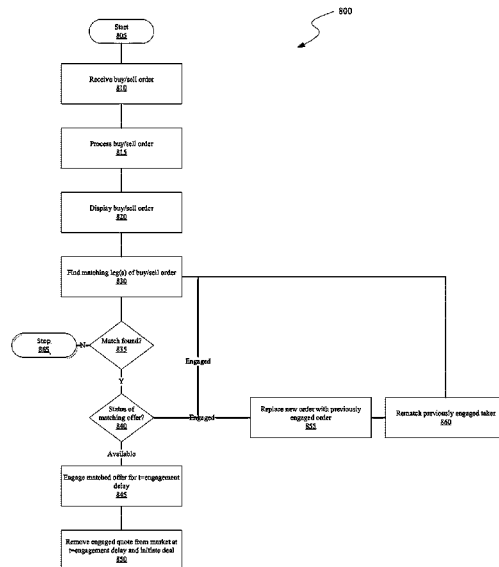 800
Start
805
Receive buy/sell order
810
Process buy/sell order
815
Display buy/sell order
820
Find matching leg(s) of buy/sell order
830
Match found?
835
N
Stop
865
Y
Status of
matching offer?
840
Engaged
Engaged
Replace new order with previously
engaged order
855
Rematch previously engaged taker
860
Available
Engage matched offer for t=engagement
delay
845
Remove engaged quote from market at
t=engagement delay and initiate deal
850